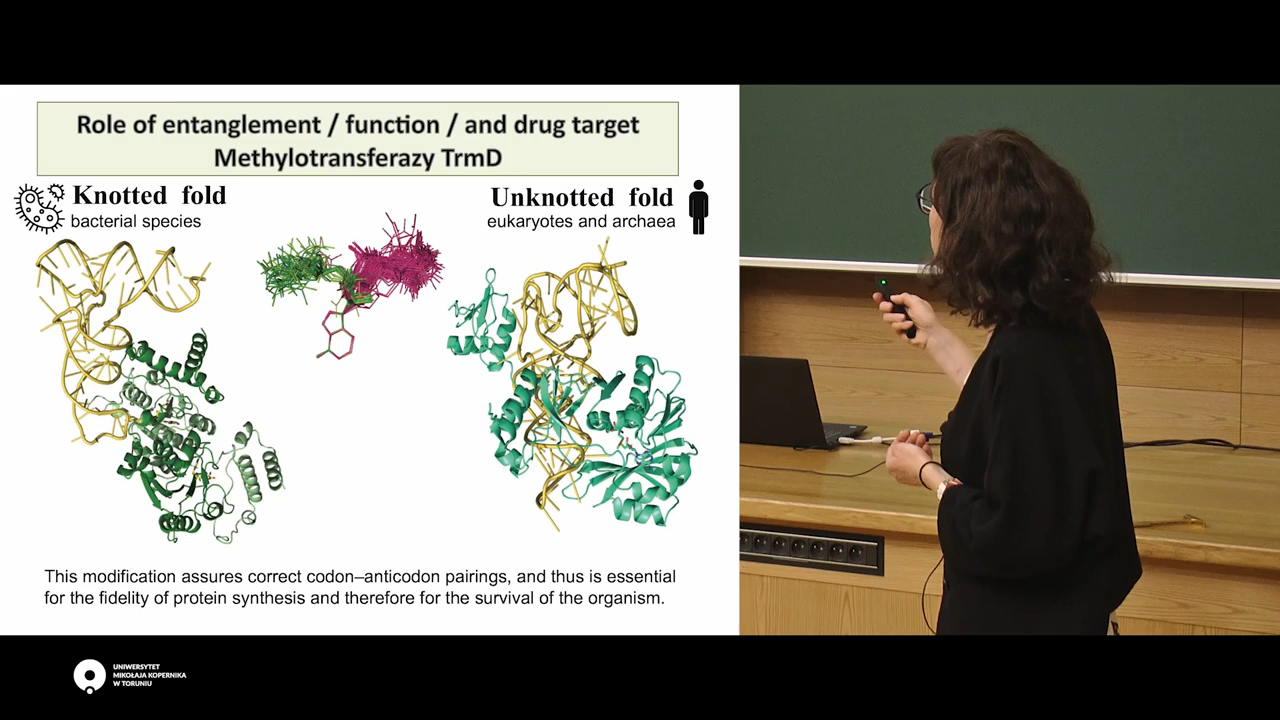 Role of entanglement / function / and drug target
Methylotransferazy TrmD
Knotted fold
bacterial species
Unknotted fold
eukaryotes and archaea
This modification assures correct codon–anticodon pairings, and thus is essential
for the fidelity of protein synthesis and therefore for the survival of the organism.
UNIWERSYTET
MIKOŁAJA KOPERNIKA
W TORUNIU